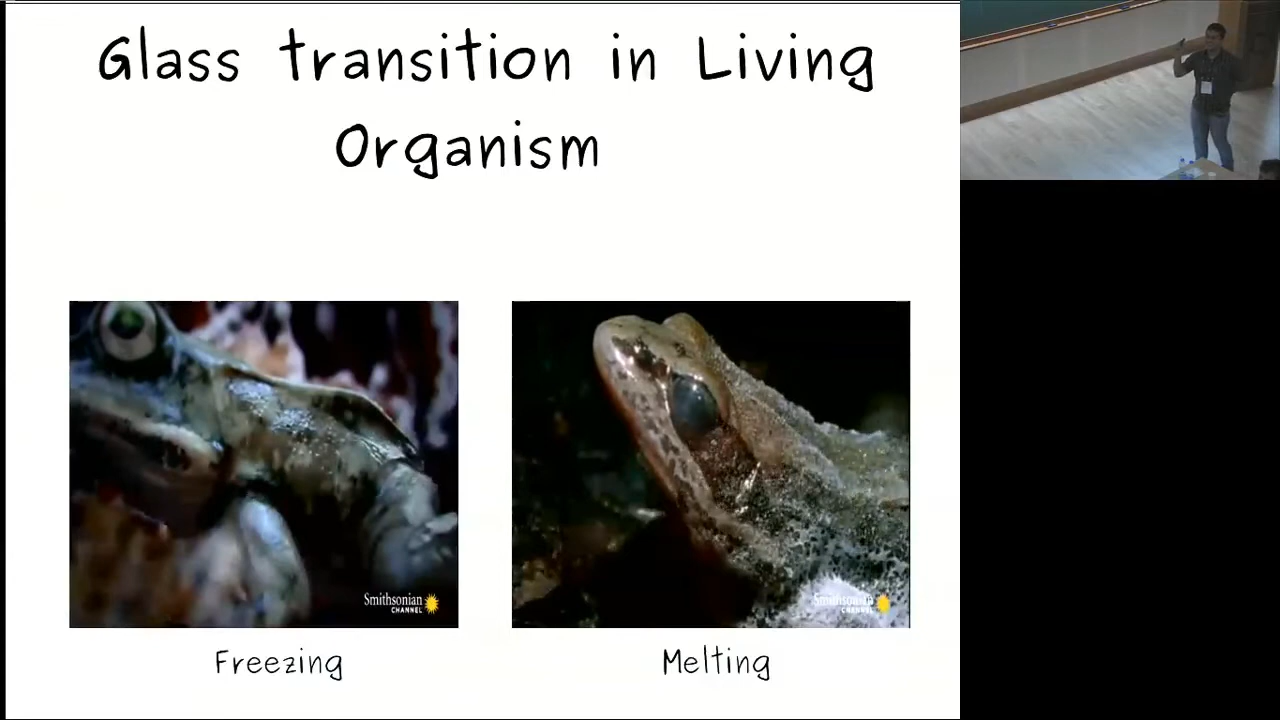 Glass transition in Living
Organism
Smithsonian
CHANNEL
Smithsonian
CHANNEL
Freezing
Melting